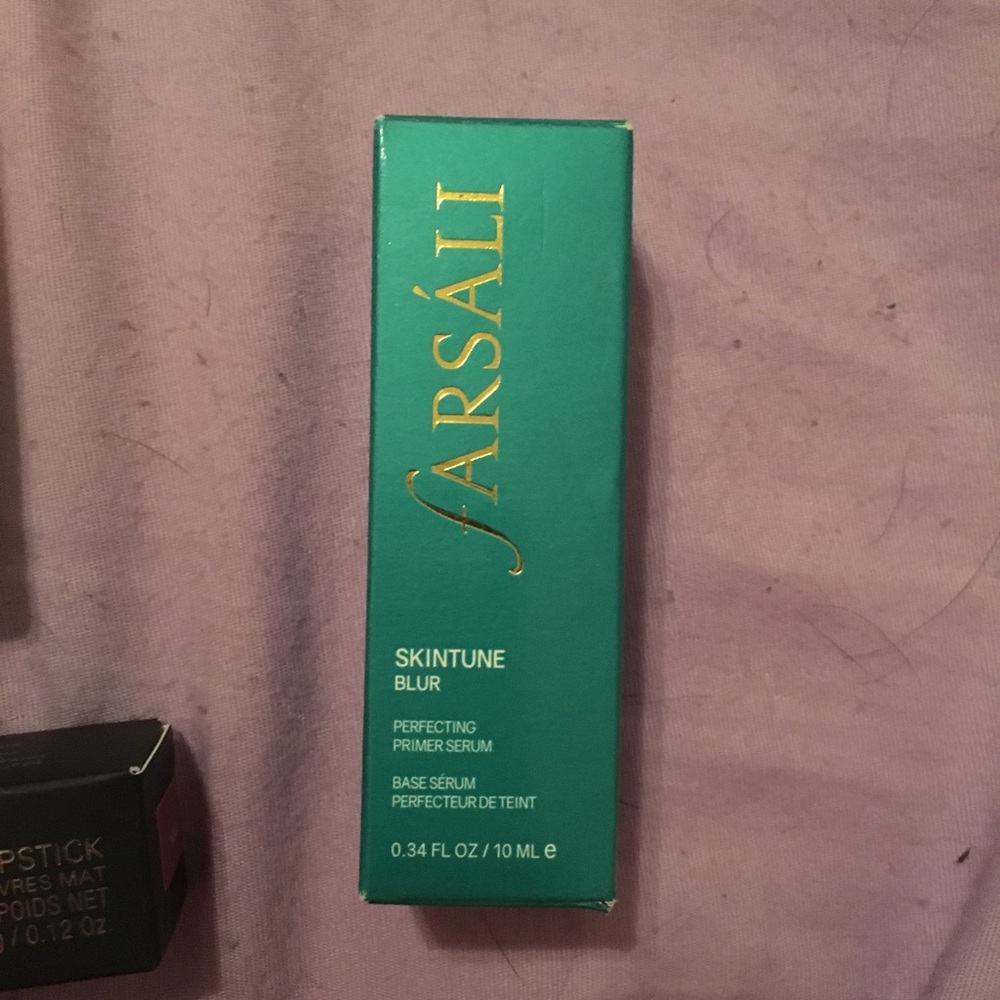 fARSÁLI
SKINTUNE
BLUR
PERFECTING
PRIMER SERUM
BASE SÉRUM
PERFECTEUR DE TEINT
0.34 FL OZ / 10 ML e
PSTICK
VRES MAT
POIDS NET
/ 0.12 Oz